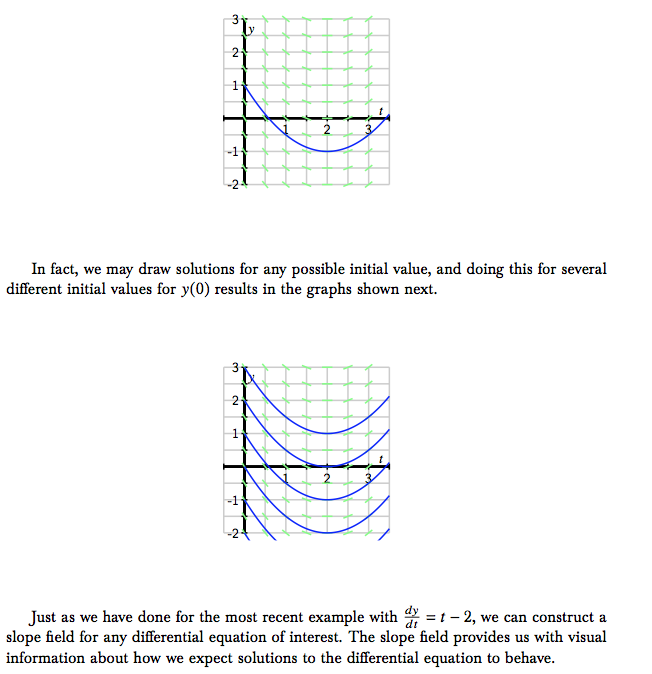 3
y
2
1
t
1 2 3
-1
-2
In fact, we may draw solutions for any possible initial value, and doing this for several
different initial values for y(0) results in the graphs shown next.
3
y
2
1
t
1 2 3
-1
-2
Just as we have done for the most recent example with dy/dt = t − 2, we can construct a
slope field for any differential equation of interest. The slope field provides us with visual
information about how we expect solutions to the differential equation to behave.